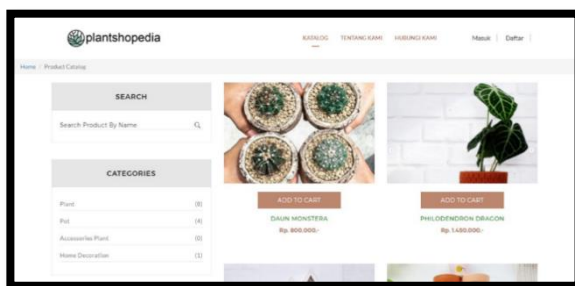 plantshopedia
KATALOG TENTANG KAMI HUBUNGI KAMI Masuk Daftar
Home / Product Catalog
SEARCH
Search Product By Name
CATEGORIES
Plant (8)
Pot (4)
Accessories Plant (0)
Home Decoration (1)
ADD TO CART
DAUN MONSTERA
Rp. 800.000,-
ADD TO CART
PHILODENDRON DRAGON
Rp. 1.450.000,-